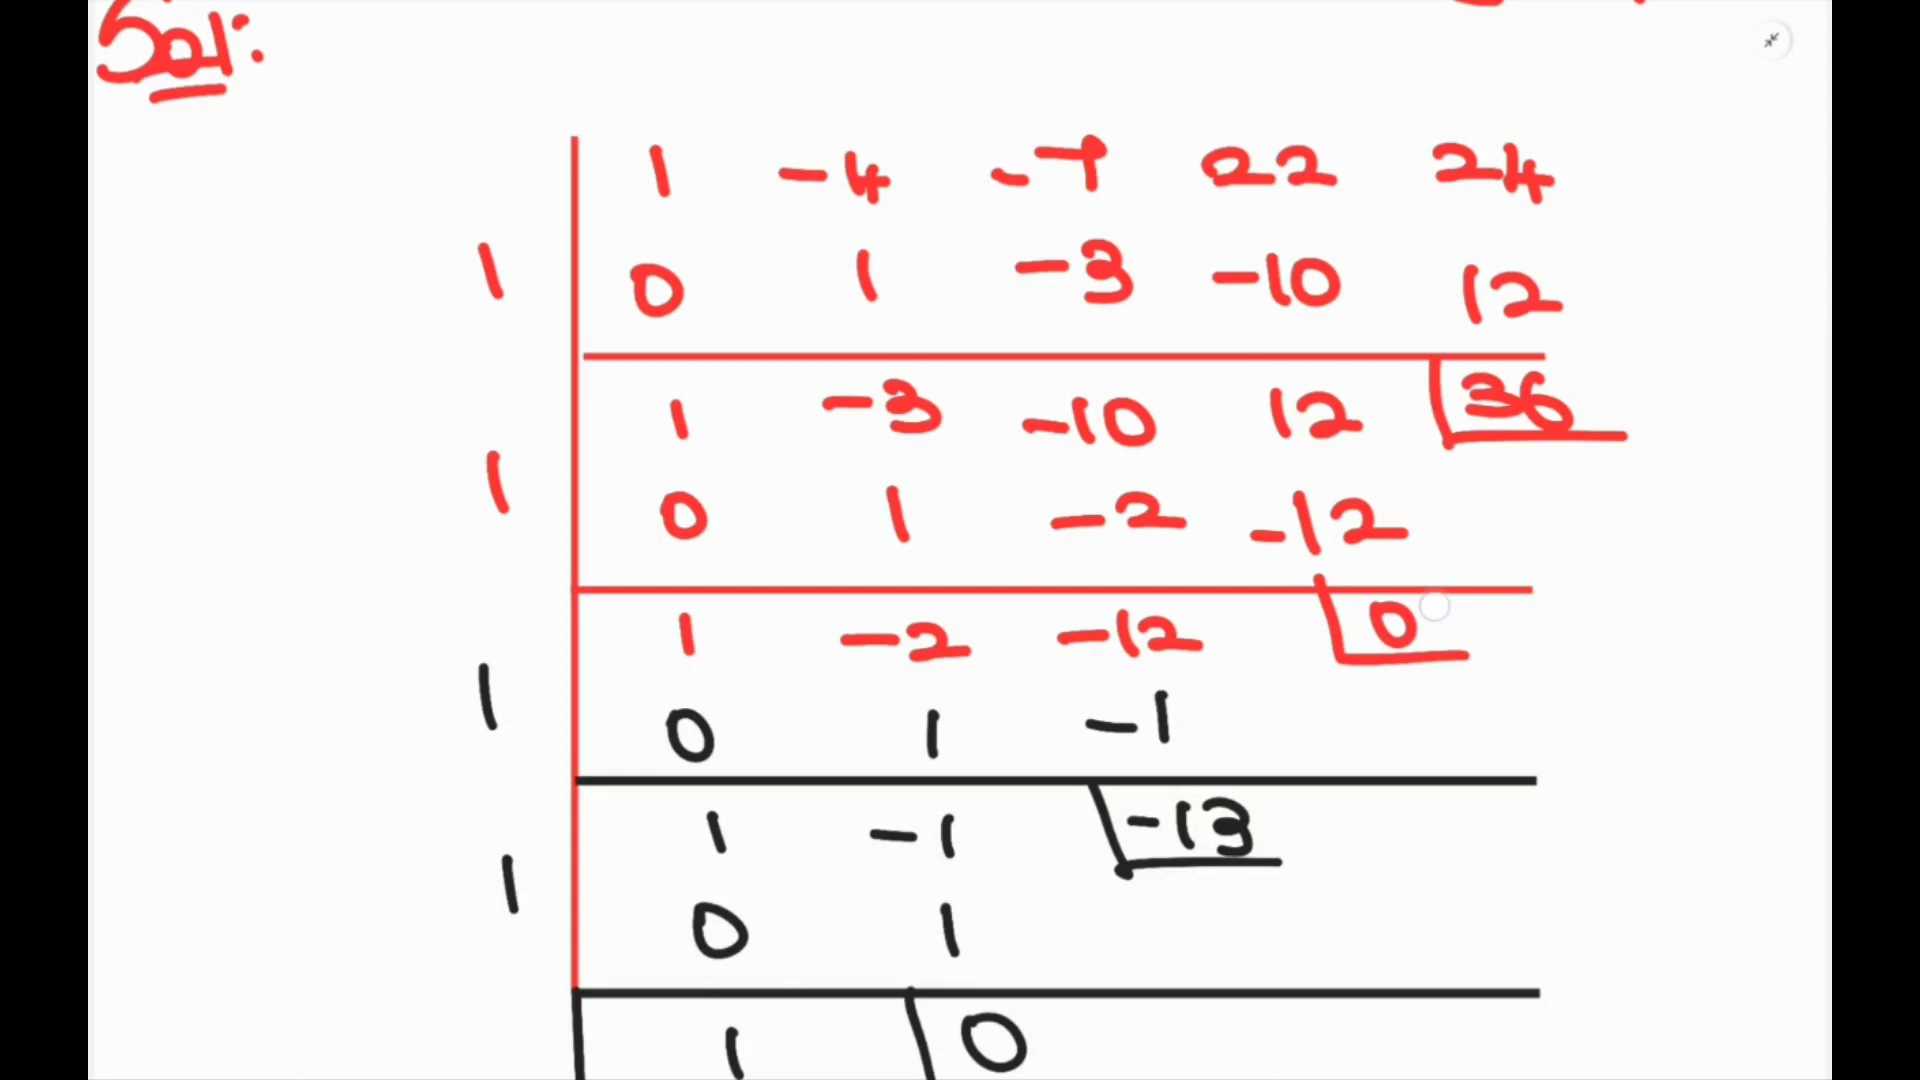 Sol:
1 -4 -7 22 24
1 0 1 -3 -10 12
1 -3 -10 12 36
1 0 1 -2 -12
1 -2 -12 0
1 0 1 -1
1 -1 -13
1 0 1
1 0